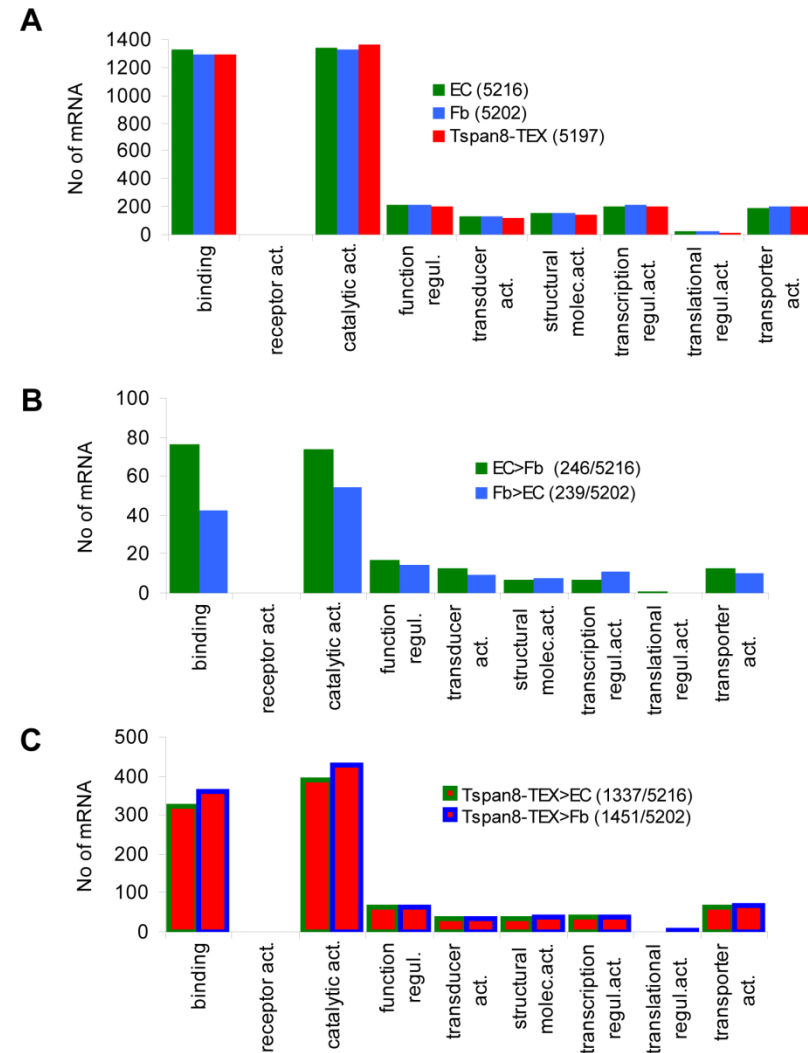 A
No of mRNA
1400
1200
1000
800
600
400
200
0
EC (5216)
Fb (5202)
Tspan8-TEX (5197)
binding
receptor act.
catalytic act.
function
regul.
transducer
act.
structural
molec.act.
transcription
regul.act.
translational
regul.act.
transporter
act.
B
No of mRNA
100
80
60
40
20
0
EC>Fb (246/5216)
Fb>EC (239/5202)
binding
receptor act.
catalytic act.
function
regul.
transducer
act.
structural
molec.act.
transcription
regul.act.
translational
regul.act.
transporter
act.
C
No of mRNA
500
400
300
200
100
0
Tspan8-TEX>EC (1337/5216)
Tspan8-TEX>Fb (1451/5202)
binding
receptor act.
catalytic act.
function
regul.
transducer
act.
structural
molec.act.
transcription
regul.act.
translational
regul.act.
transporter
act.